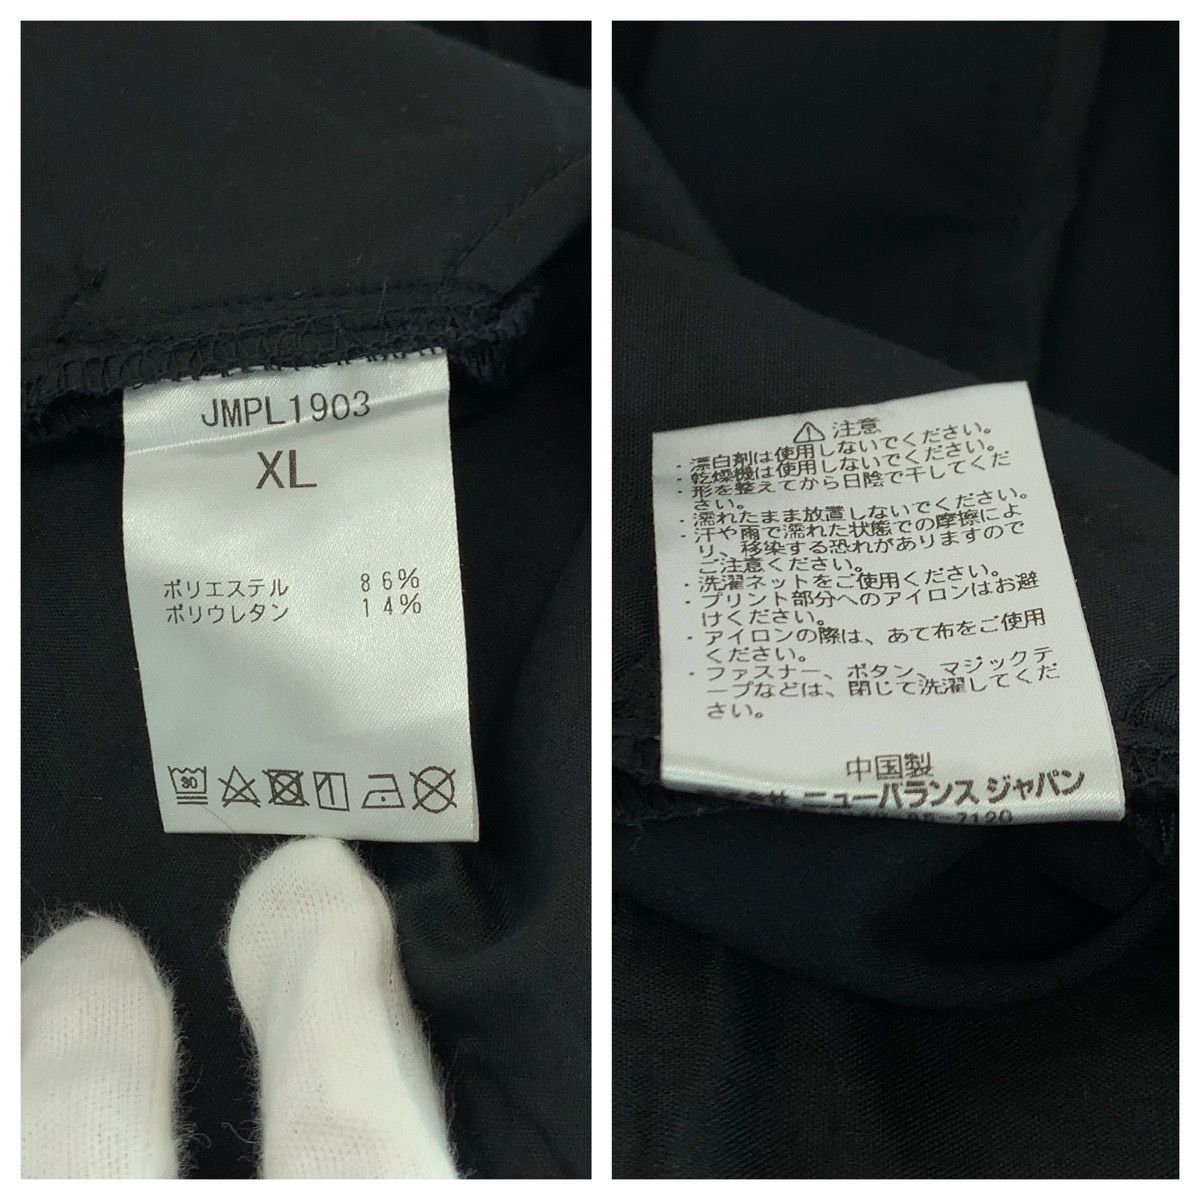 JMPL1903
XL
ポリエステル 86%
ポリウレタン 14%
30
⚠注意
・漂白剤は使用しないでください。
・乾燥機は使用しないでください。
・形を整えてから日陰で干してくだ
さい。
・濡れたまま放置しないでください。
・汗や雨で濡れた状態での摩擦によ
り、移染する恐れがありますので
ご注意ください。
・洗濯ネットをご使用ください。
・プリント部分へのアイロンはお避
けください。
・アイロンの際は、あて布をご使用
ください。
・ファスナー、ボタン、マジックテ
ープなどは、閉じて洗濯してくだ
さい。
中国製
ニューバランス ジャパン
7120